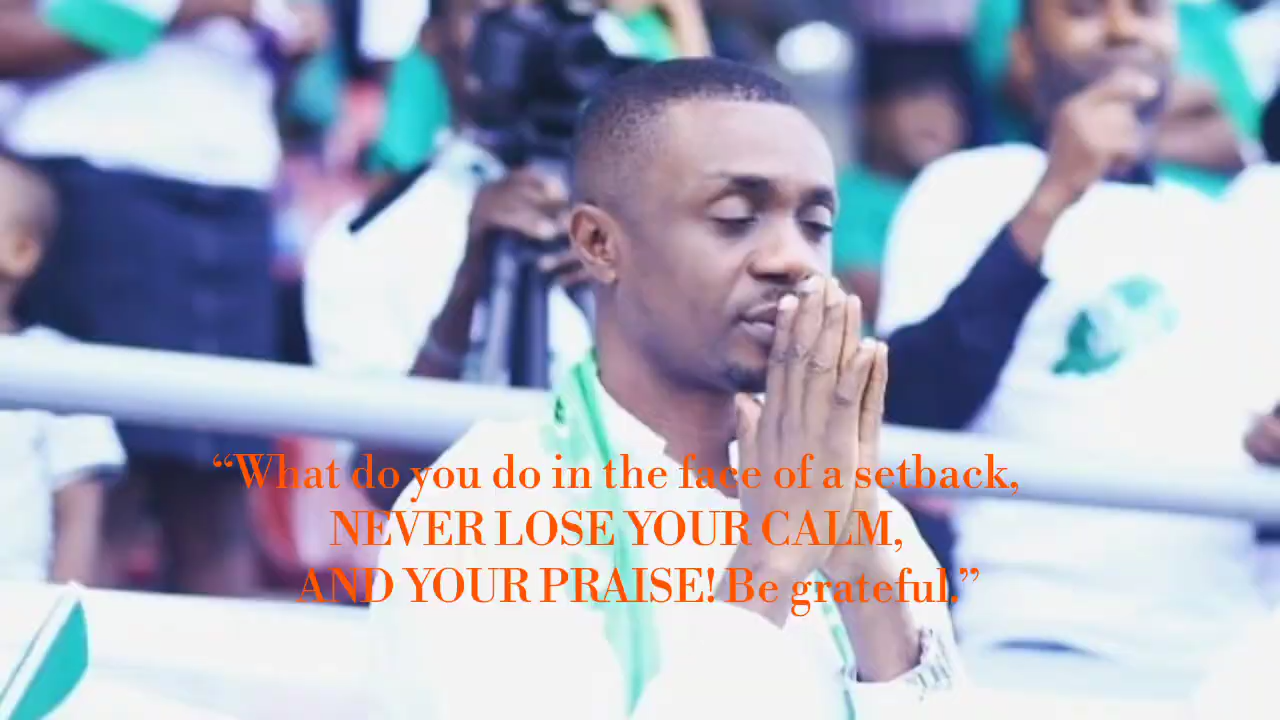 “What do you do in the face of a setback,
NEVER LOSE YOUR CALM,
AND YOUR PRAISE! Be grateful.”